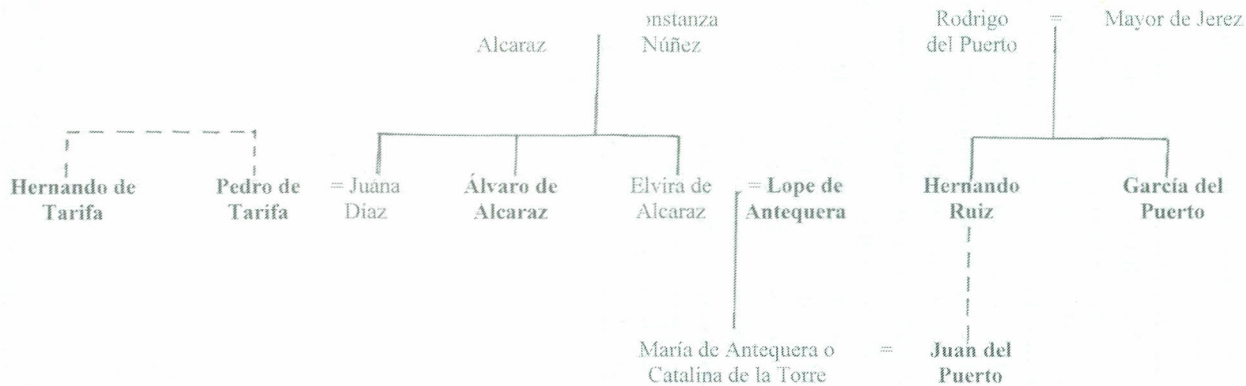 onstanza
Alcaraz Núñez
Rodrigo = Mayor de Jerez
del Puerto
Hernando de
Tarifa
Pedro de
Tarifa
= Juana
Díaz
Álvaro de
Alcaraz
Elvira de
Alcaraz
= Lope de
Antequera
Hernando
Ruiz
García del
Puerto
María de Antequera o
Catalina de la Torre
= Juan del
Puerto